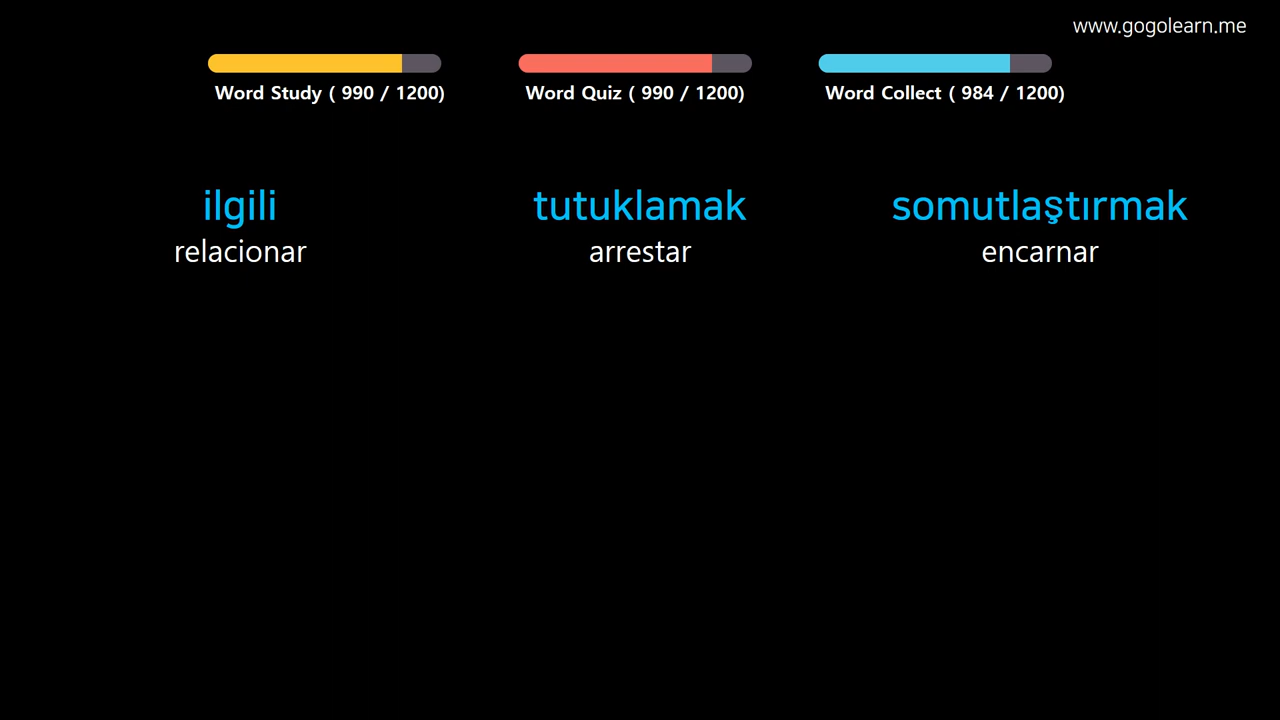 www.gogolearn.me
Word Study ( 990 / 1200)
Word Quiz ( 990 / 1200)
Word Collect ( 984 / 1200)
ilgili
relacionar
tutuklamak
arrestar
somutlaştırmak
encarnar